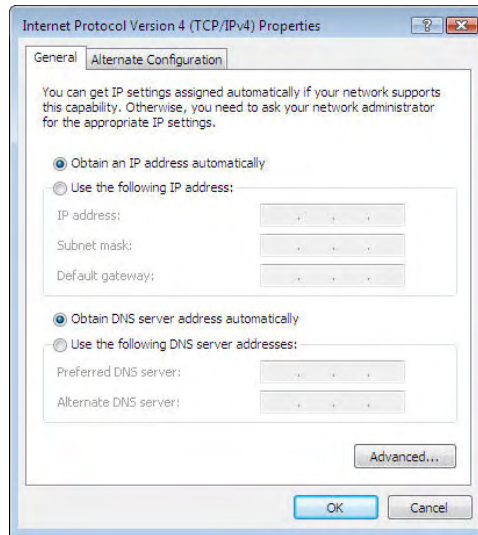 Internet Protocol Version 4 (TCP/IPv4) Properties
General
Alternate Configuration
You can get IP settings assigned automatically if your network supports
this capability. Otherwise, you need to ask your network administrator
for the appropriate IP settings.
Obtain an IP address automatically
Use the following IP address:
IP address:
Subnet mask:
Default gateway:
Obtain DNS server address automatically
Use the following DNS server addresses:
Preferred DNS server:
Alternate DNS server:
Advanced...
OK
Cancel